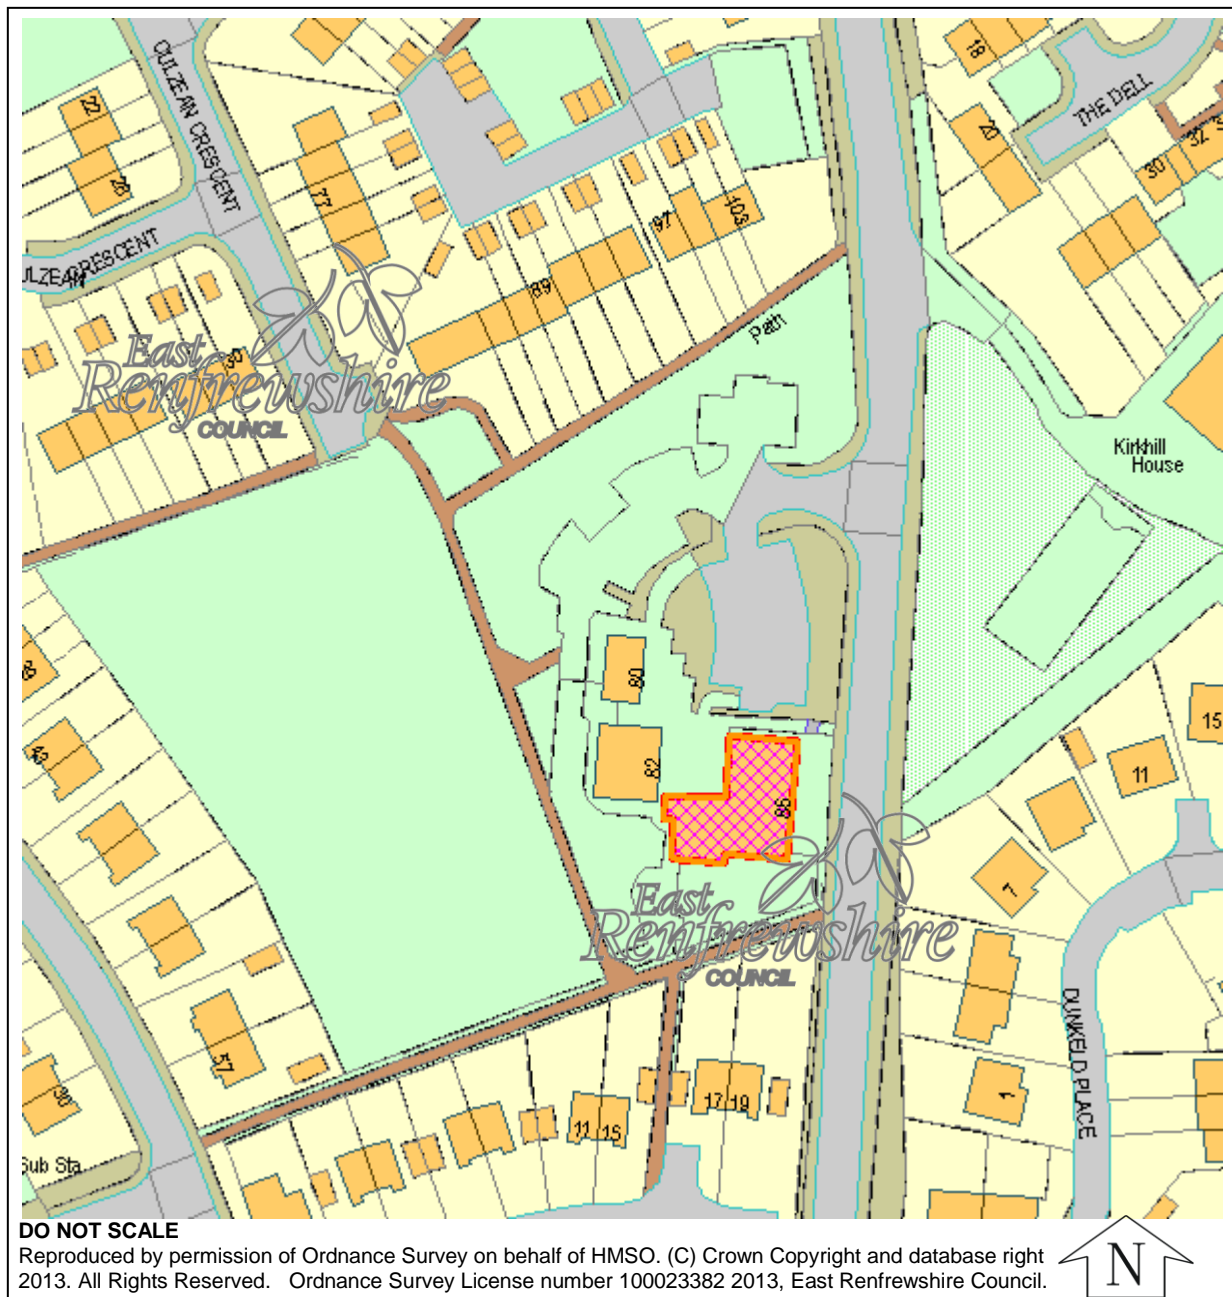 CULZEAN CRESCENT
22
28
CRESCENT
77
18
THE DELL
20
30
32
97
103
89
Path
30
East
Renfrewshire
COUNCIL
Kirkhill
House
80
82
86
15
11
7
East
Renfrewshire
COUNCIL
57
DUNKELD PLACE
1
17 19
11 15
Sub Sta
DO NOT SCALE
Reproduced by permission of Ordnance Survey on behalf of HMSO. (C) Crown Copyright and database right
2013. All Rights Reserved. Ordnance Survey License number 100023382 2013, East Renfrewshire Council.
N